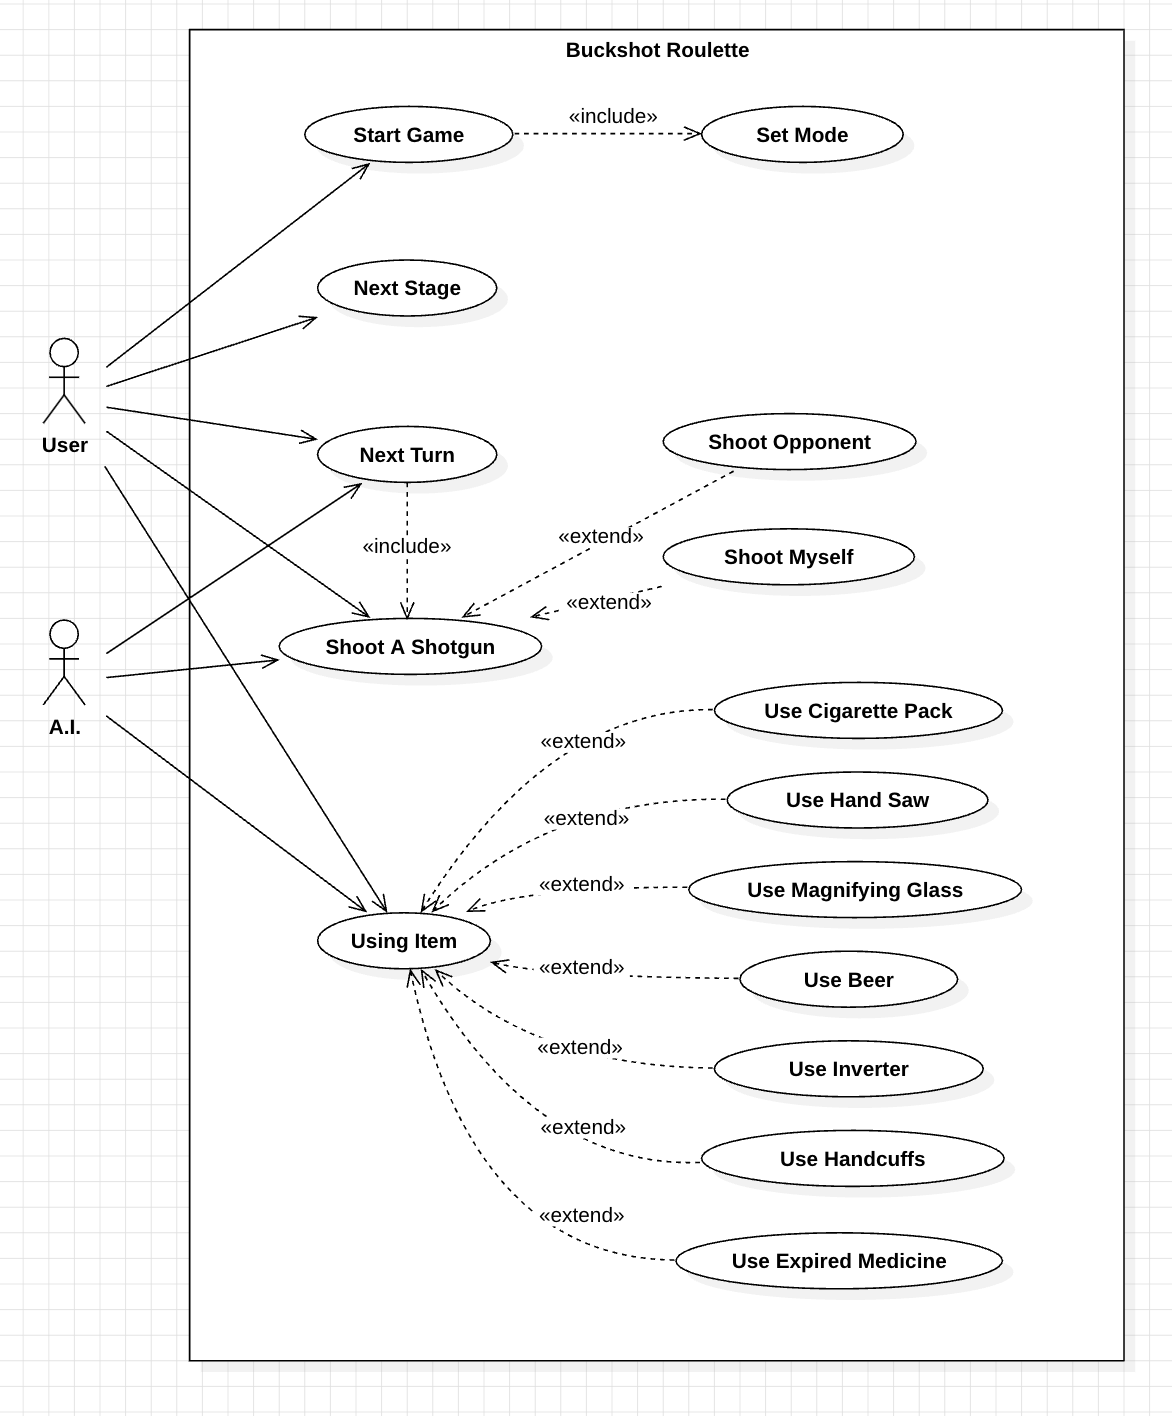 Buckshot Roulette
Start Game
«include»
Set Mode
Next Stage
User
Next Turn
Shoot Opponent
«include»
«extend»
Shoot Myself
«extend»
Shoot A Shotgun
A.I.
Use Cigarette Pack
«extend»
Use Hand Saw
«extend»
Use Magnifying Glass
«extend»
Using Item
Use Beer
«extend»
Use Inverter
«extend»
Use Handcuffs
«extend»
Use Expired Medicine
«extend»